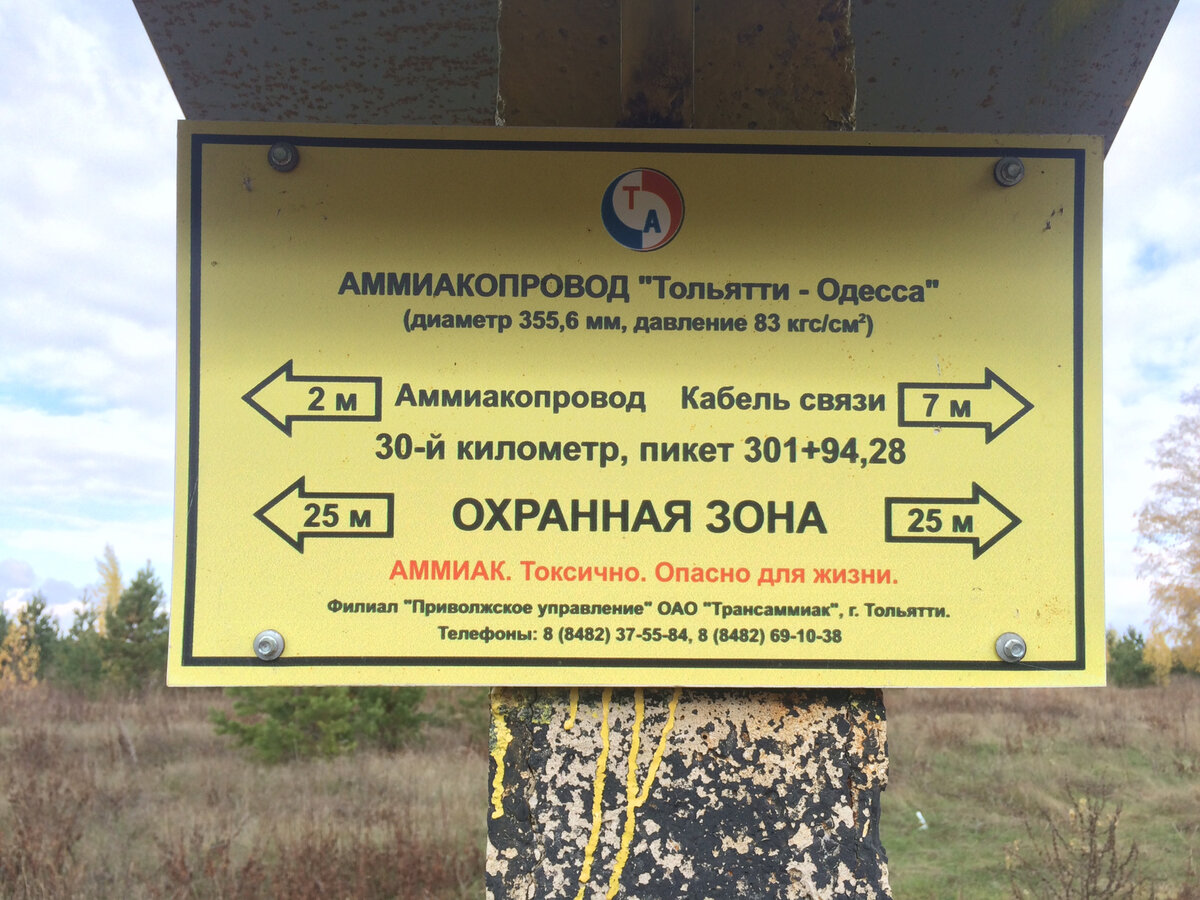 Т А
АММИАКОПРОВОД "Тольятти - Одесса"
(диаметр 355,6 мм, давление 83 кгс/см²)
2 м Аммиакопровод Кабель связи 7 м
30-й километр, пикет 301+94,28
25 м ОХРАННАЯ ЗОНА 25 м
АММИАК. Токсично. Опасно для жизни.
Филиал "Приволжское управление" ОАО "Трансаммиак", г. Тольятти.
Телефоны: 8 (8482) 37-55-84, 8 (8482) 69-10-38